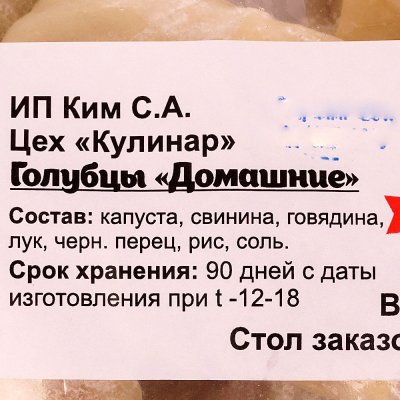 ИП Ким С.А.
Цех «Кулинар»
Голубцы «Домашние»
Состав: капуста, свинина, говядина,
лук, черн. перец, рис, соль.
Срок хранения: 90 дней с даты
изготовления при t -12-18
В
Стол заказо